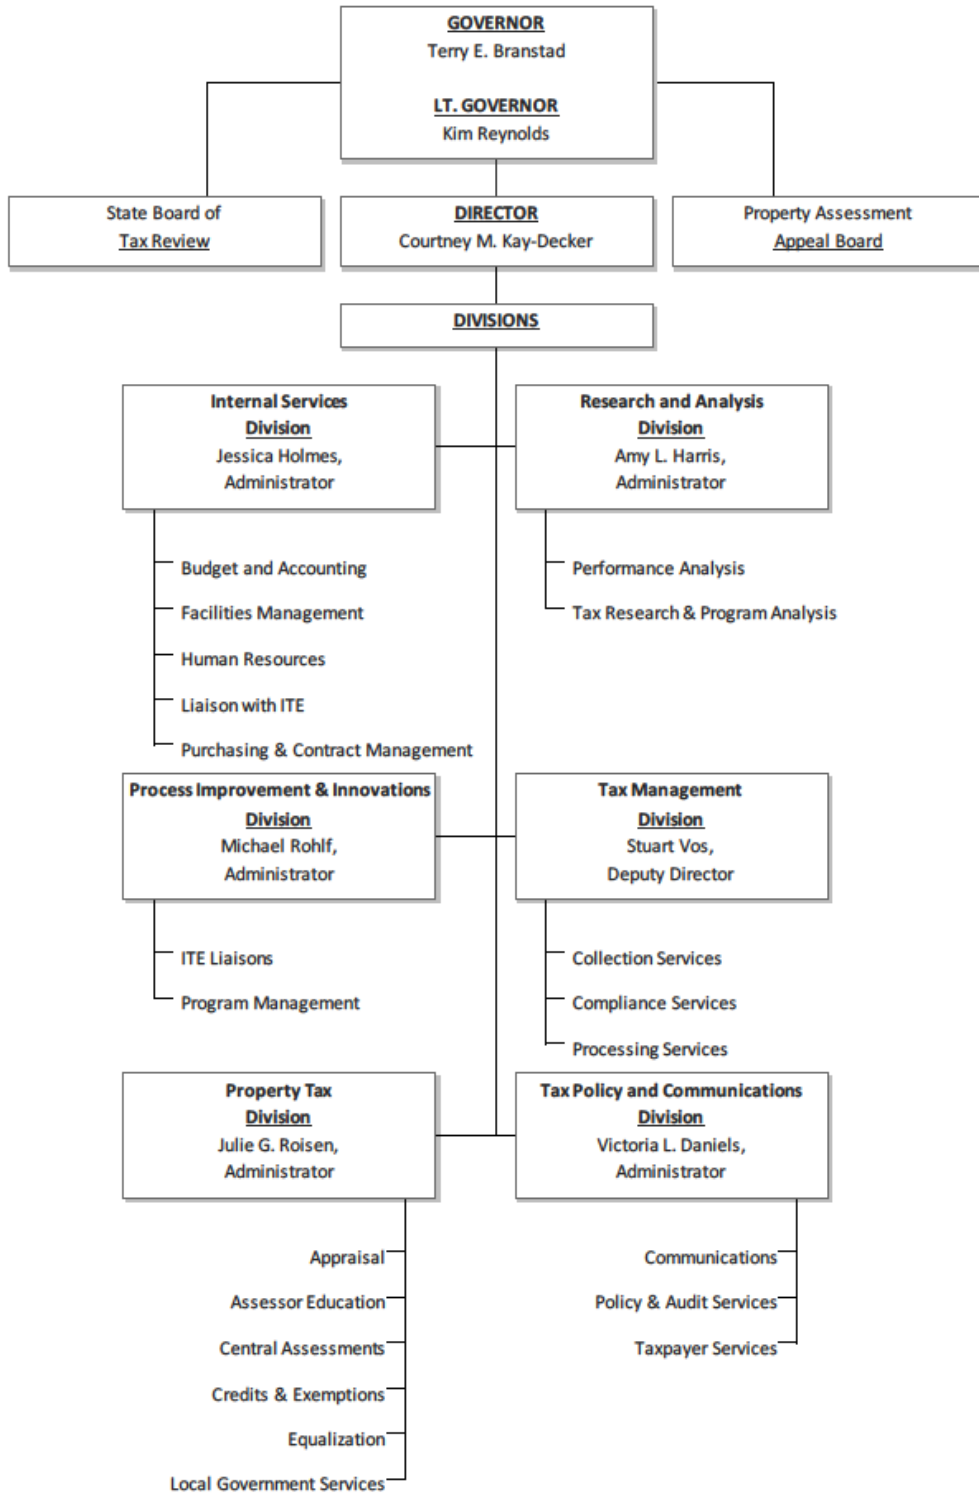 GOVERNOR
Terry E. Branstad
LT. GOVERNOR
Kim Reynolds
State Board of
Tax Review
DIRECTOR
Courtney M. Kay-Decker
Property Assessment
Appeal Board
DIVISIONS
Internal Services
Division
Jessica Holmes,
Administrator
Budget and Accounting
Facilities Management
Human Resources
Liaison with ITE
Purchasing & Contract Management
Research and Analysis
Division
Amy L. Harris,
Administrator
Performance Analysis
Tax Research & Program Analysis
Process Improvement & Innovations
Division
Michael Rohlf,
Administrator
ITE Liaisons
Program Management
Tax Management
Division
Stuart Vos,
Deputy Director
Collection Services
Compliance Services
Processing Services
Property Tax
Division
Julie G. Roisen,
Administrator
Appraisal
Assessor Education
Central Assessments
Credits & Exemptions
Equalization
Local Government Services
Tax Policy and Communications
Division
Victoria L. Daniels,
Administrator
Communications
Policy & Audit Services
Taxpayer Services